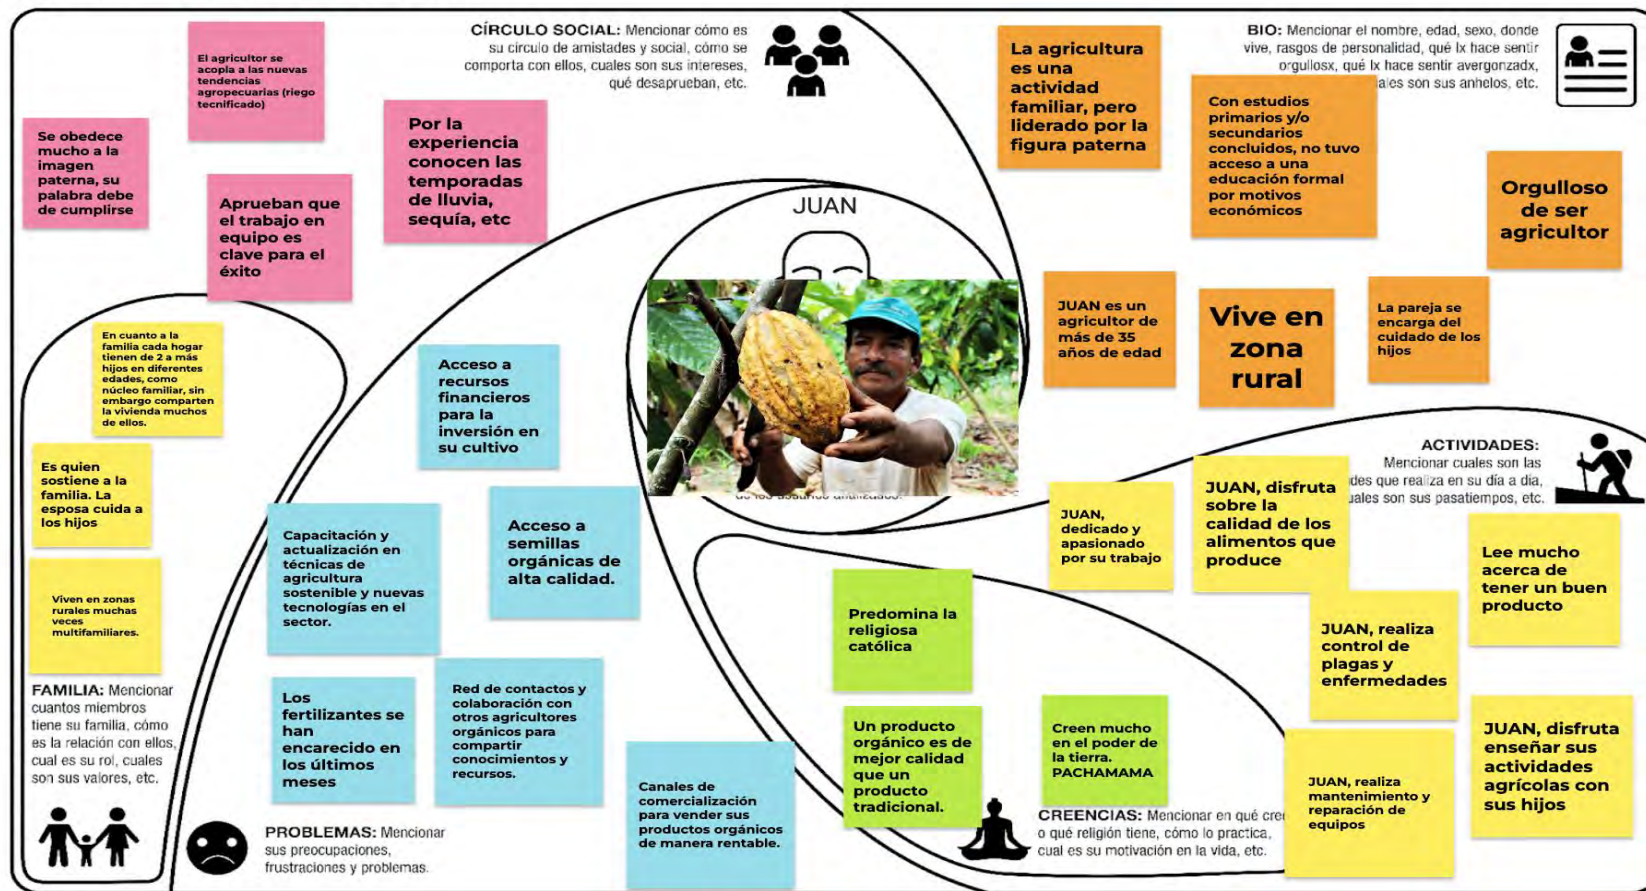 CÍRCULO SOCIAL: Mencionar cómo es
su círculo de amistades y social, cómo se
comporta con ellos, cuales son sus intereses,
qué desaprueban, etc.
El agricultor se
acopla a las nuevas
tendencias
agropecuarias (riego
tecnificado)
Se obedece
mucho a la
imagen
paterna, su
palabra debe
de cumplirse
Aprueban que
el trabajo en
equipo es
clave para el
éxito
Por la
experiencia
conocen las
temporadas
de lluvia,
sequía, etc
BIO: Mencionar el nombre, edad, sexo, donde
vive, rasgos de personalidad, qué lx hace sentir
orgullosx, qué lx hace sentir avergonzadx,
sus anhelos, etc.
La agricultura
es una
actividad
familiar, pero
liderado por la
figura paterna
Con estudios
primarios y/o
secundarios
concluidos, no tuvo
acceso a una
educación formal
por motivos
económicos
Orgulloso
de ser
agricultor
JUAN es un
agricultor de
más de 35
años de edad
Vive en
zona
rural
La pareja se
encarga del
cuidado de los
hijos
JUAN
de los usuarios analizados.
En cuanto a la
familia cada hogar
tienen de 2 a más
hijos en diferentes
edades, como
núcleo familiar, sin
embargo comparten
la vivienda muchos
de ellos.
Es quien
sostiene a la
familia. La
esposa cuida a
los hijos
Viven en zonas
rurales muchas
veces
multifamiliares.
FAMILIA: Mencionar
cuantos miembros
tiene su familia, cómo
es la relación con ellos,
cual es su rol, cuales
son sus valores, etc.
Acceso a
recursos
financieros
para la
inversión en
su cultivo
Capacitación y
actualización en
técnicas de
agricultura
sostenible y nuevas
tecnologías en el
sector.
Acceso a
semillas
orgánicas de
alta calidad.
Los
fertilizantes se
han
encarecido en
los últimos
meses
Red de contactos y
colaboración con
otros agricultores
orgánicos para
compartir
conocimientos y
recursos.
Canales de
comercialización
para vender sus
productos orgánicos
de manera rentable.
PROBLEMAS: Mencionar
sus preocupaciones,
frustraciones y problemas.
ACTIVIDADES:
Mencionar cuales son las
que realiza en su día a día,
cuales son sus pasatiempos, etc.
JUAN,
dedicado y
apasionado
por su trabajo
JUAN, disfruta
sobre la
calidad de los
alimentos que
produce
Lee mucho
acerca de
tener un buen
producto
JUAN, realiza
control de
plagas y
enfermedades
JUAN, disfruta
enseñar sus
actividades
agrícolas con
sus hijos
JUAN, realiza
mantenimiento y
reparación de
equipos
Predomina la
religiosa
católica
Un producto
orgánico es de
mejor calidad
que un
producto
tradicional.
Creen mucho
en el poder de
la tierra.
PACHAMAMA
CREENCIAS: Mencionar en qué
o qué religión tiene, cómo lo practica,
cual es su motivación en la vida, etc.